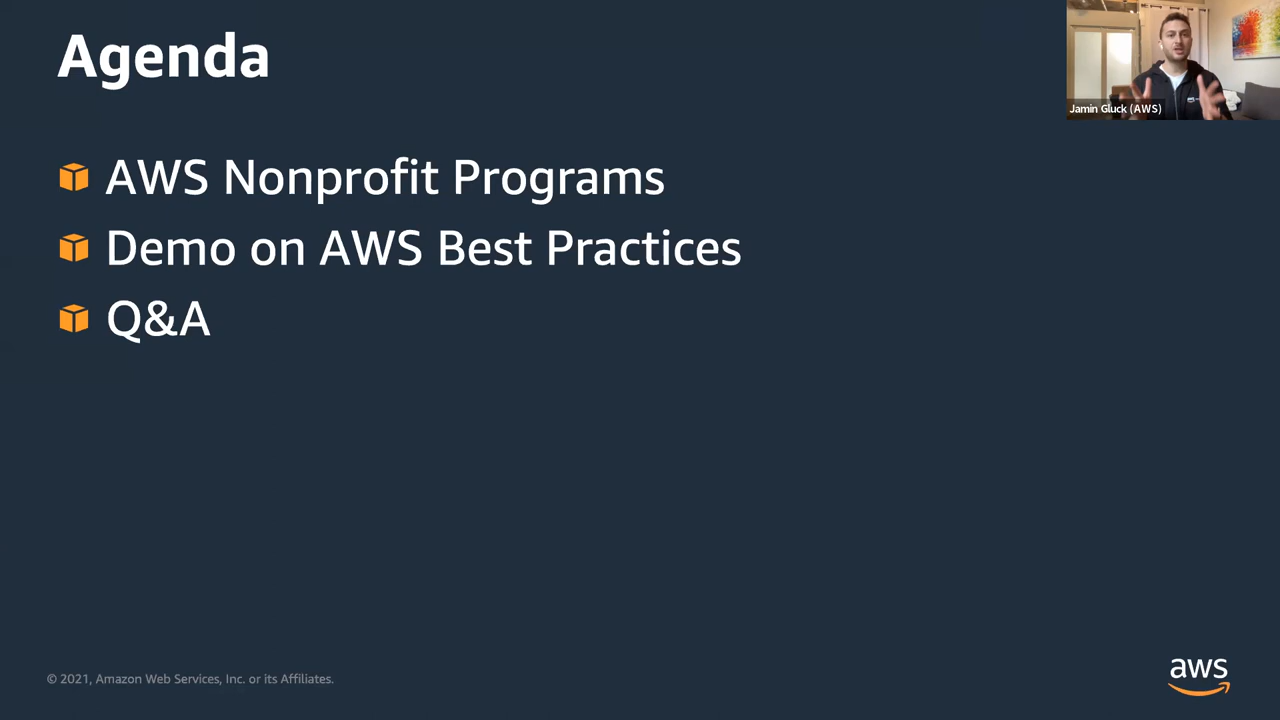 Agenda
Jamin Gluck (AWS)
AWS Nonprofit Programs
Demo on AWS Best Practices
Q&A
© 2021, Amazon Web Services, Inc. or its Affiliates.
aws